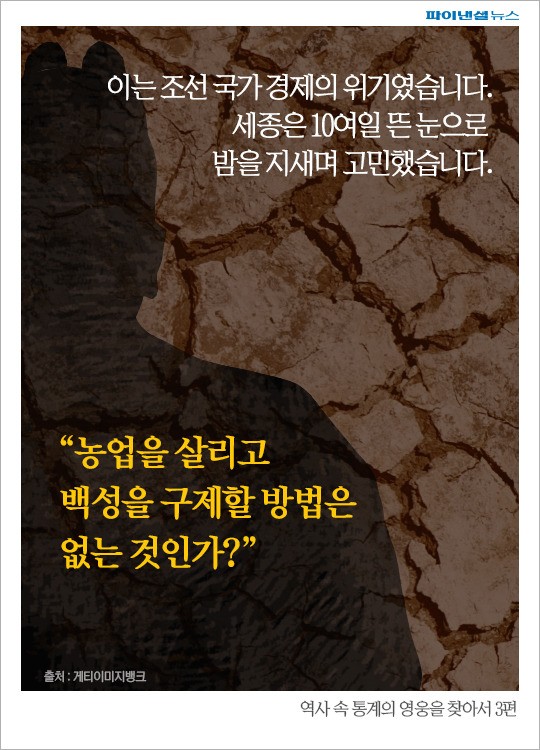 파이낸셜뉴스
이는 조선 국가 경제의 위기였습니다.
세종은 10여일 뜬 눈으로
밤을 지새며 고민했습니다.
“농업을 살리고
백성을 구제할 방법은
없는 것인가?”
출처 : 게티이미지뱅크
역사 속 통계의 영웅을 찾아서 3편